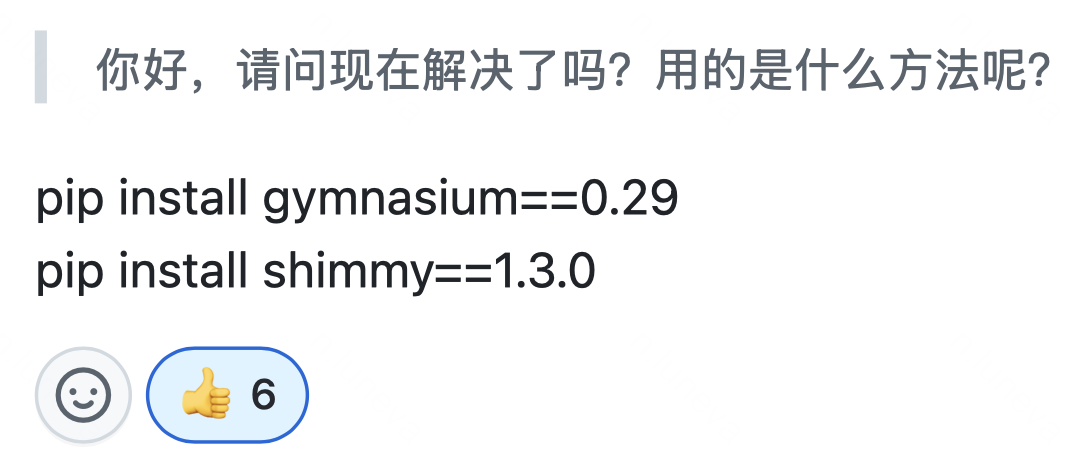 你好，请问现在解决了吗？用的是什么方法呢？
pip install gymnasium==0.29
pip install shimmy==1.3.0
👍 6